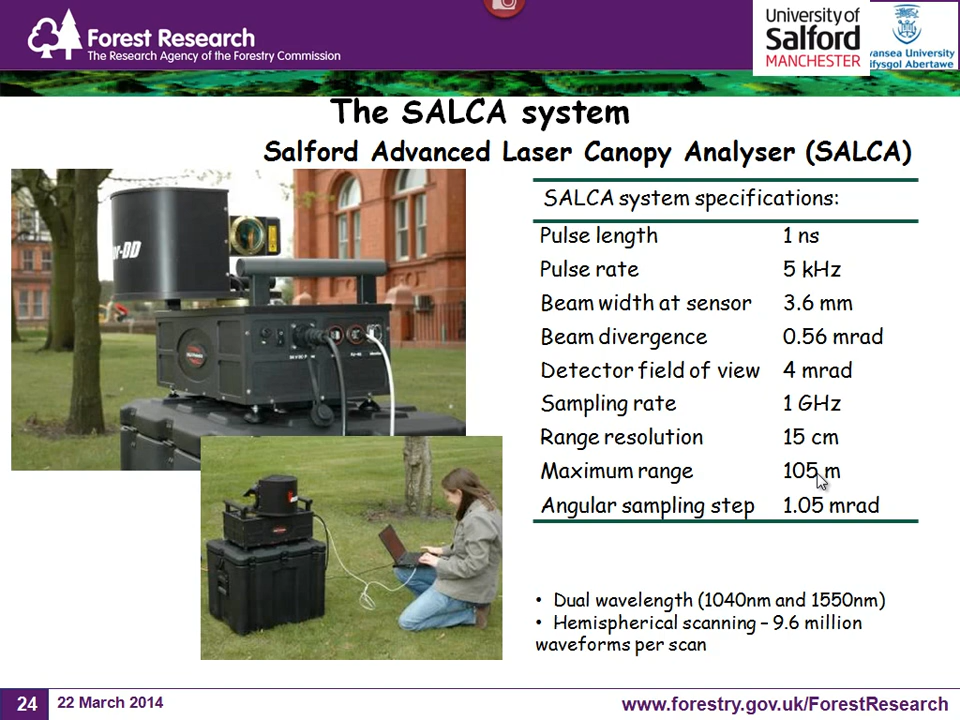 Forest Research
The Research Agency of the Forestry Commission
University of
Salford
MANCHESTER
The SALCA system
Salford Advanced Laser Canopy Analyser (SALCA)
SALCA system specifications:
Pulse length 1 ns
Pulse rate 5 kHz
Beam width at sensor 3.6 mm
Beam divergence 0.56 mrad
Detector field of view 4 mrad
Sampling rate 1 GHz
Range resolution 15 cm
Maximum range 105 m
Angular sampling step 1.05 mrad
• Dual wavelength (1040nm and 1550nm)
• Hemispherical scanning – 9.6 million
waveforms per scan
24
22 March 2014
www.forestry.gov.uk/ForestResearch